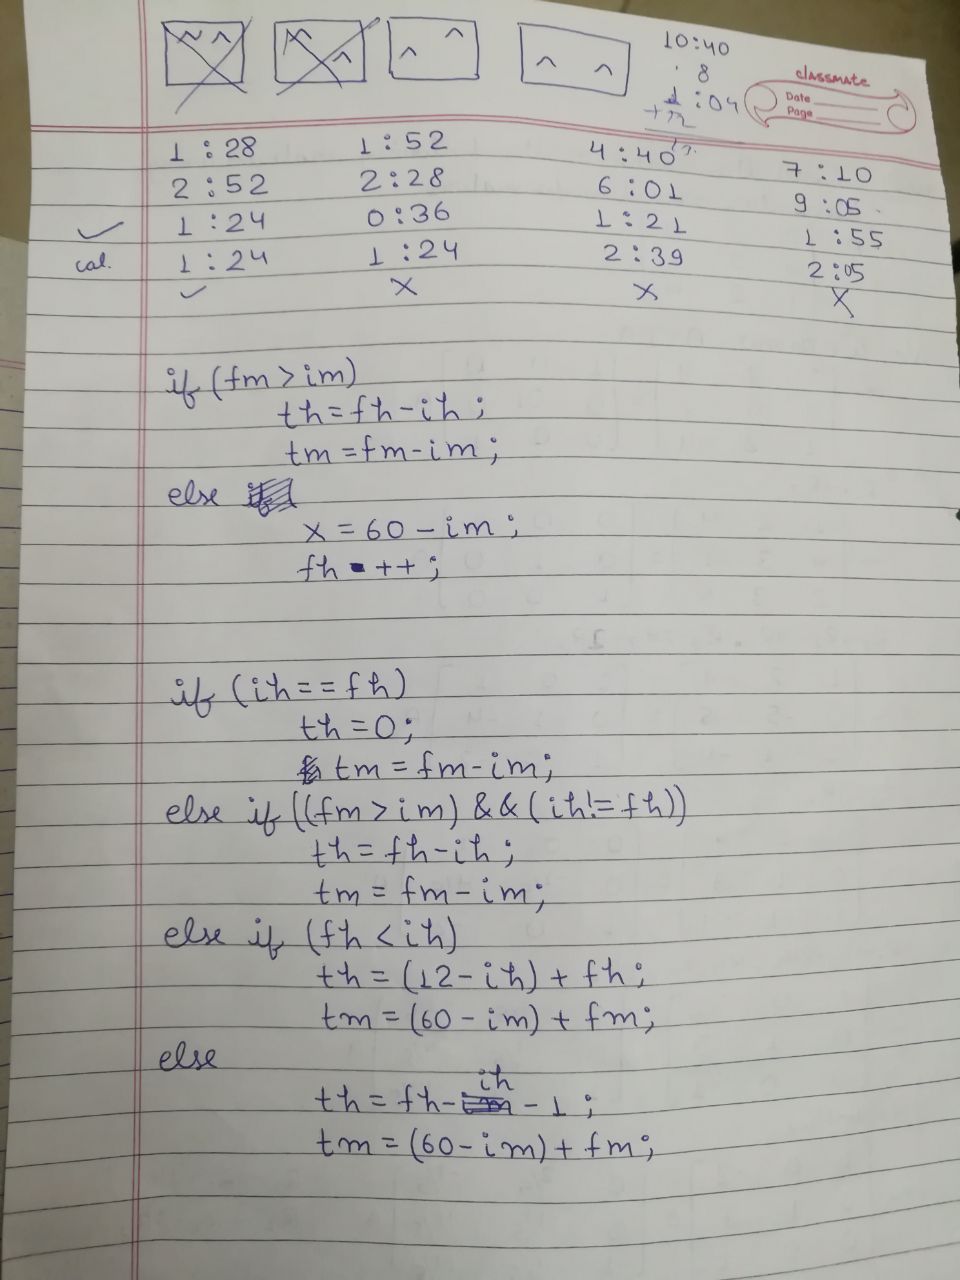 10:40
8
1:04
classmate
Date
Page
1:28 1:52 4:40 7:10
2:52 2:28 6:01 9:05
1:24 0:36 1:21 1:55
cal. 1:24 1:24 2:39 2:05
✓ X X X
if (fm > im)
th = fh - ih ;
tm = fm - im ;
else
x = 60 - im ;
fh ++ ;
if (ih == fh)
th = 0;
tm = fm - im;
else if ((fm > im) && (ih != fh))
th = fh - ih ;
tm = fm - im;
else if (fh < ih)
th = (12 - ih) + fh;
tm = (60 - im) + fm;
else
th = fh - ih - 1 ;
tm = (60 - im) + fm;